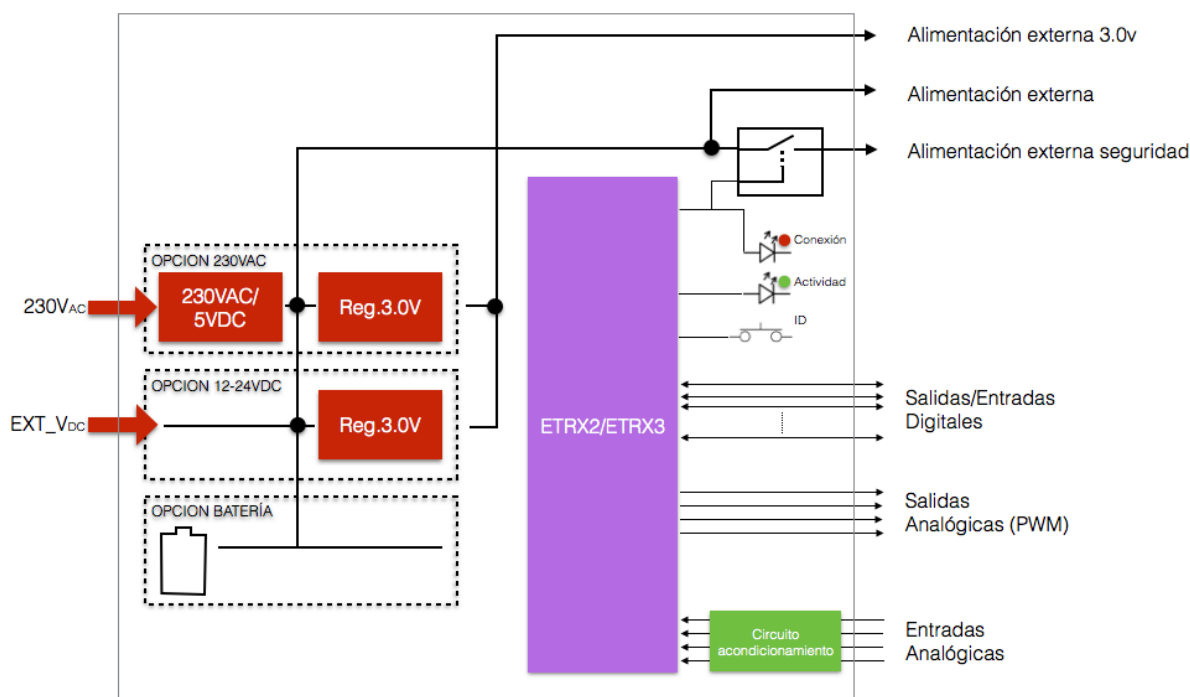 Alimentación externa 3.0v
Alimentación externa
Alimentación externa seguridad
Conexión
Actividad
ID
OPCION 230VAC
230VAC
230VAC/
5VDC
Reg.3.0V
OPCION 12-24VDC
EXT_VDC
Reg.3.0V
OPCION BATERÍA
ETRX2/ETRX3
Salidas/Entradas
Digitales
Salidas
Analógicas (PWM)
Circuito
acondicionamiento
Entradas
Analógicas